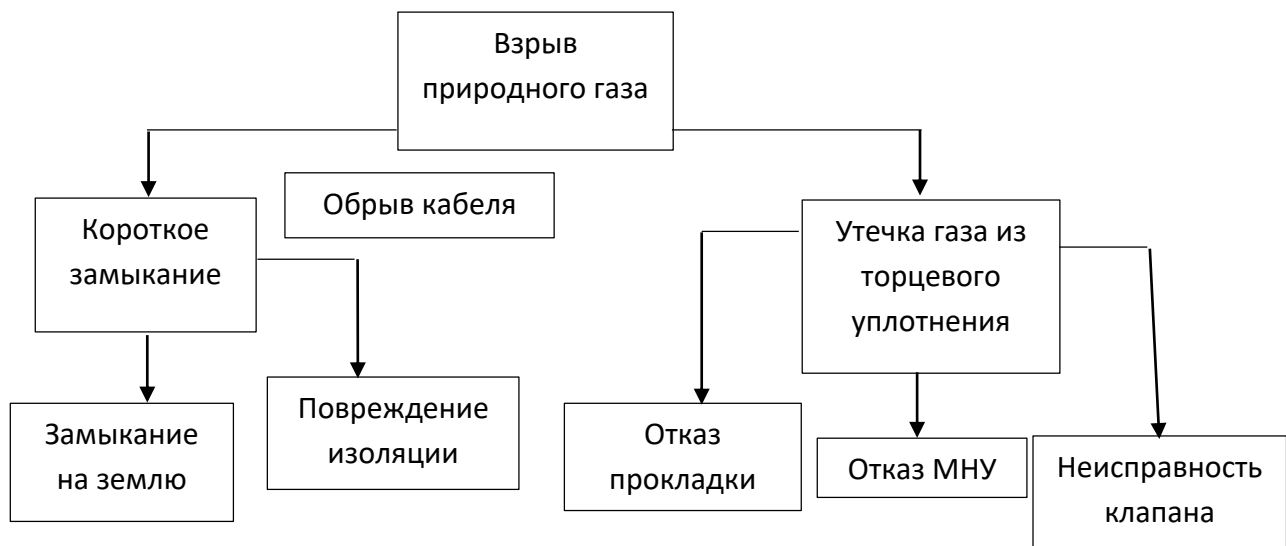 Взрыв
природного газа
Обрыв кабеля
Короткое
замыкание
Утечка газа из
торцевого
уплотнения
Замыкание
на землю
Повреждение
изоляции
Отказ
прокладки
Отказ МНУ
Неисправность
клапана